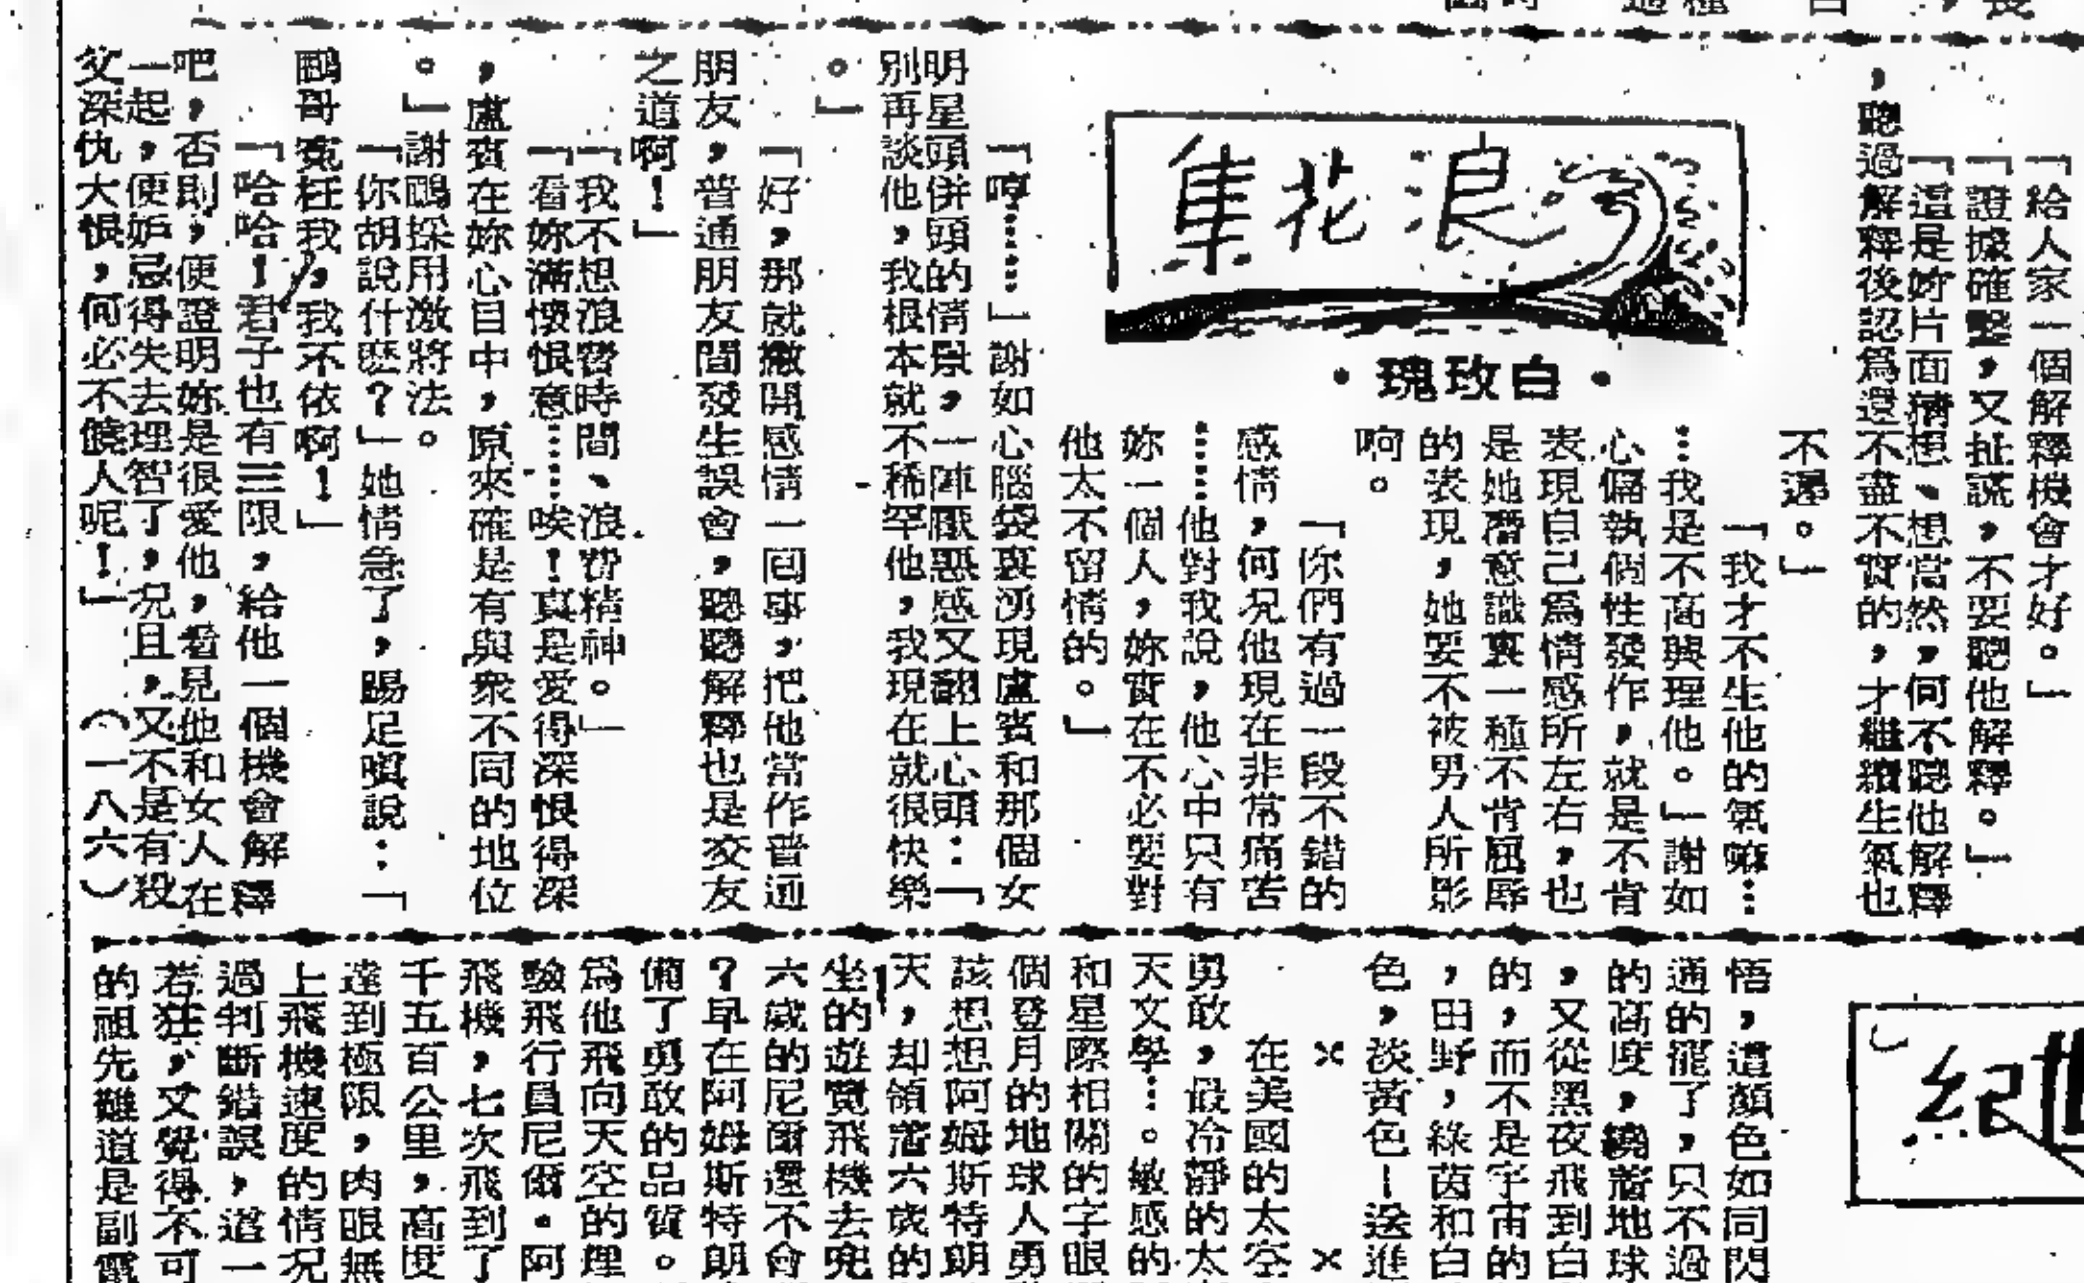 浪花集
・白玫瑰・
「給人家一個解釋機會才好。」
「證據確鑿,又扯謊,不要聽他解釋。」
「這是妳片面猜想、想當然,何不聽他解釋
,聽過解釋後認為還不盡不實的,才繼續生氣也
不遲。」
「我才不生他的氣嘛…
…我是不高興理他。」謝如
心偏執個性發作,就是不肯
表現自己爲情感所左右,也
是她潛意識裏一種不肯屈辱
的表現,她要不被男人所影
响。
「你們有過一段不錯的
感情,何况他現在非常痛苦
……他對我說,他心中只有
妳一個人,妳實在不必要對
他太不留情的。」
「哼……」謝如心腦袋裏湧現盧賓和那個女
明星頭併頭的情景,一陣厭惡感又翻上心頭:「
別再談他,我根本就不稀罕他,我現在就很快樂
。」
「好,那就撇開感情一回事,把他當作普通
朋友,普通朋友間發生誤會,聽聽解釋也是交友
之道啊!」
「我不想浪費時間、浪費精神。」
「看妳滿懷恨意……唉!真是愛得深恨得深
,盧賓在妳心目中,原來確是有與衆不同的地位
。」謝鷗採用激將法。
「你胡說什麽?」她情急了,踢足嗔說:「
鷗哥寃枉我,我不依啊!」
「哈哈!君子也有三限,給他一個機會解釋
吧,否則,便證明妳是很愛他,看見他和女人在
一起,便妒忌得失去理智了,况且,又不是有殺
父深仇大恨,何必不饒人呢!」 (一八六)
紀
悟,這顏色如同閃
通的罷了,只不過
的高度,繞著地球
,又從黑夜飛到白
的,而不是宇宙的
,田野,綠茵和白
色,淡黃色—送進
× ×
在美國的太空
勇敢,最冷靜的太
天文學:。敏感的
和星際相關的字眼
個登月的地球人勇
該想想阿姆斯特朗
天,却領著六歲的
坐的遊覽飛機去兜
六歲的尼爾還不會
?早在阿姆斯特朗
備了勇敢的品質。
爲他飛向天空的理
驗飛行員尼爾。阿
飛機,七次飛到了
千五百公里,高度
達到極限,肉眼無
上飛機速度的情况
過判斷錯誤,這一
若狂,又覺得不可
的祖先難道是副電